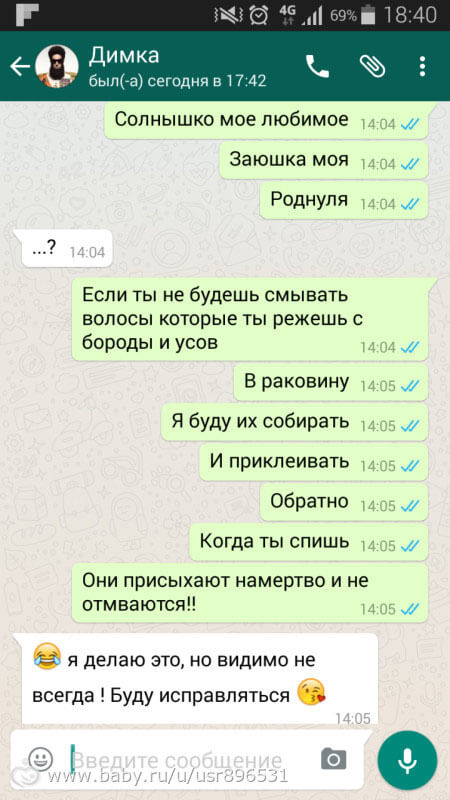 4G 69% 18:40
Димка
был(-а) сегодня в 17:42
Солнышко мое любимое 14:04
Заюшка моя 14:04
Роднуля 14:04
...? 14:04
Если ты не будешь смывать
волосы которые ты режешь с
бороды и усов 14:04
В раковину 14:05
Я буду их собирать 14:05
И приклеивать 14:05
Обратно 14:05
Когда ты спишь 14:05
Они присыхают намертво и не
отмваются!! 14:05
😂 я делаю это, но видимо не
всегда ! Буду исправляться 😘
14:05
Введите сообщение
www.baby.ru/u/usr896531